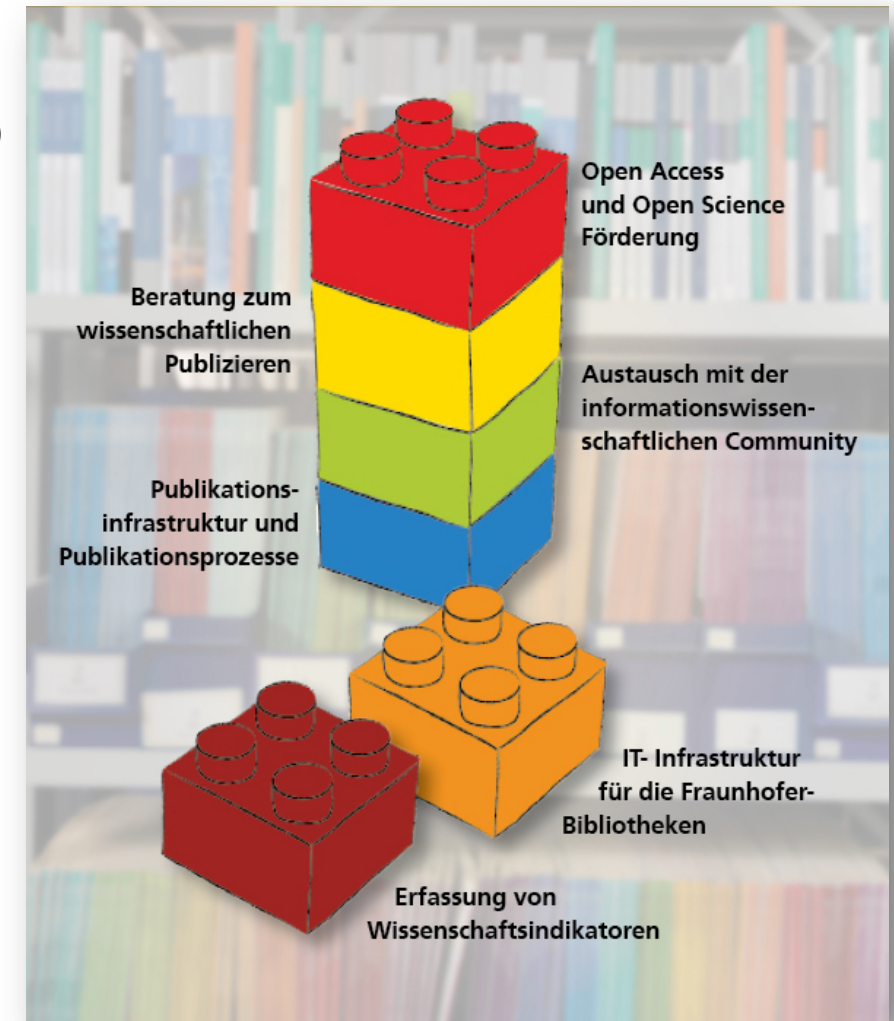 Open Access
und Open Science
Förderung
Beratung zum
wissenschaftlichen
Publizieren
Austausch mit der
informationswissen-
schaftlichen Community
Publikations-
infrastruktur und
Publikationsprozesse
IT- Infrastruktur
für die Fraunhofer-
Bibliotheken
Erfassung von
Wissenschaftsindikatoren